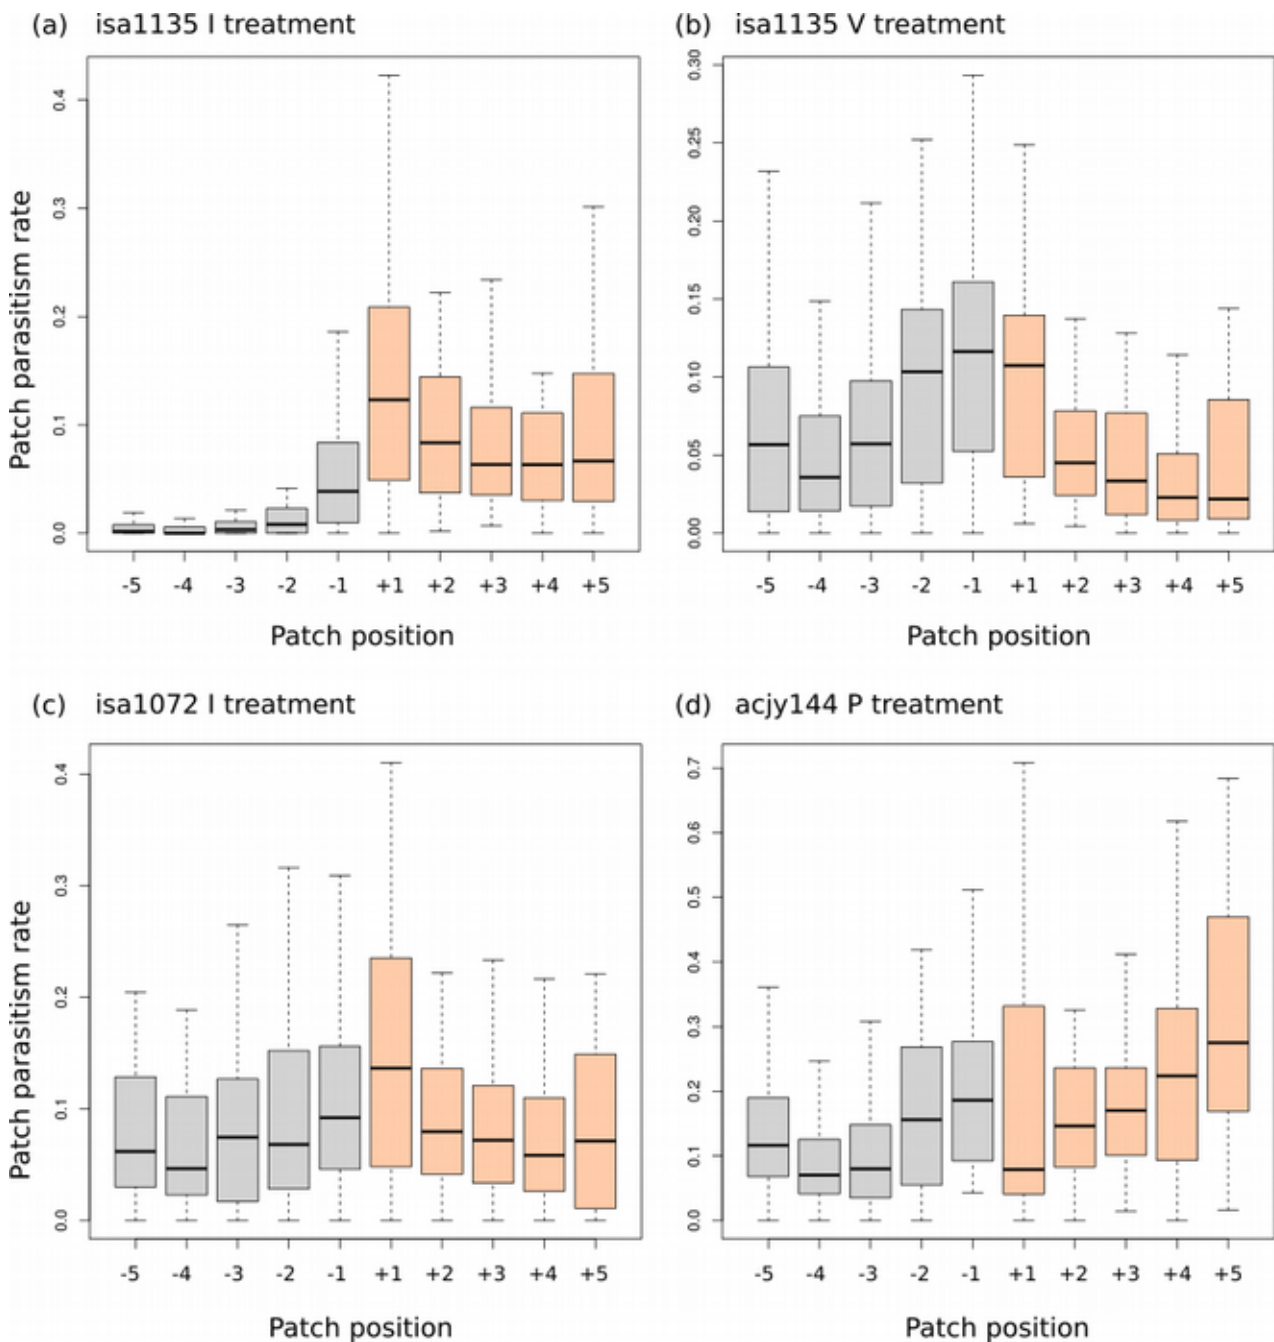 (a) isa1135 I treatment
Patch parasitism rate
0.4
0.3
0.2
0.1
0.0
-5 -4 -3 -2 -1 +1 +2 +3 +4 +5
Patch position
(b) isa1135 V treatment
0.30
0.25
0.20
0.15
0.10
0.05
0.00
-5 -4 -3 -2 -1 +1 +2 +3 +4 +5
Patch position
(c) isa1072 I treatment
Patch parasitism rate
0.4
0.3
0.2
0.1
0.0
-5 -4 -3 -2 -1 +1 +2 +3 +4 +5
Patch position
(d) acjy144 P treatment
0.7
0.6
0.5
0.4
0.3
0.2
0.1
0.0
-5 -4 -3 -2 -1 +1 +2 +3 +4 +5
Patch position